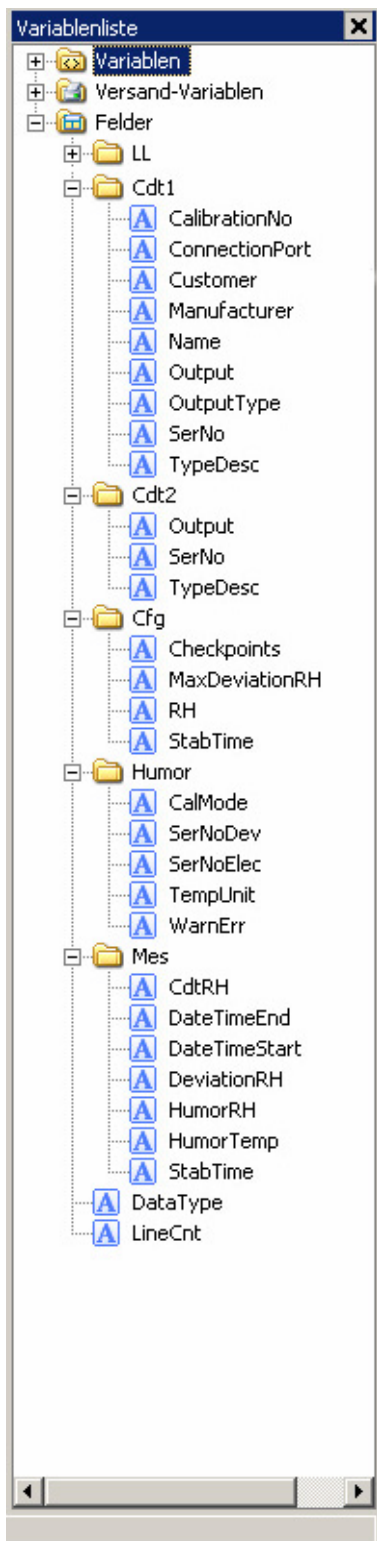 Variablenliste
Variablen
Versand-Variablen
Felder
LL
Cdt1
CalibrationNo
ConnectionPort
Customer
Manufacturer
Name
Output
OutputType
SerNo
TypeDesc
Cdt2
Output
SerNo
TypeDesc
Cfg
Checkpoints
MaxDeviationRH
RH
StabTime
Humor
CalMode
SerNoDev
SerNoElec
TempUnit
WarnErr
Mes
CdtRH
DateTimeEnd
DateTimeStart
DeviationRH
HumorRH
HumorTemp
StabTime
DataType
LineCnt